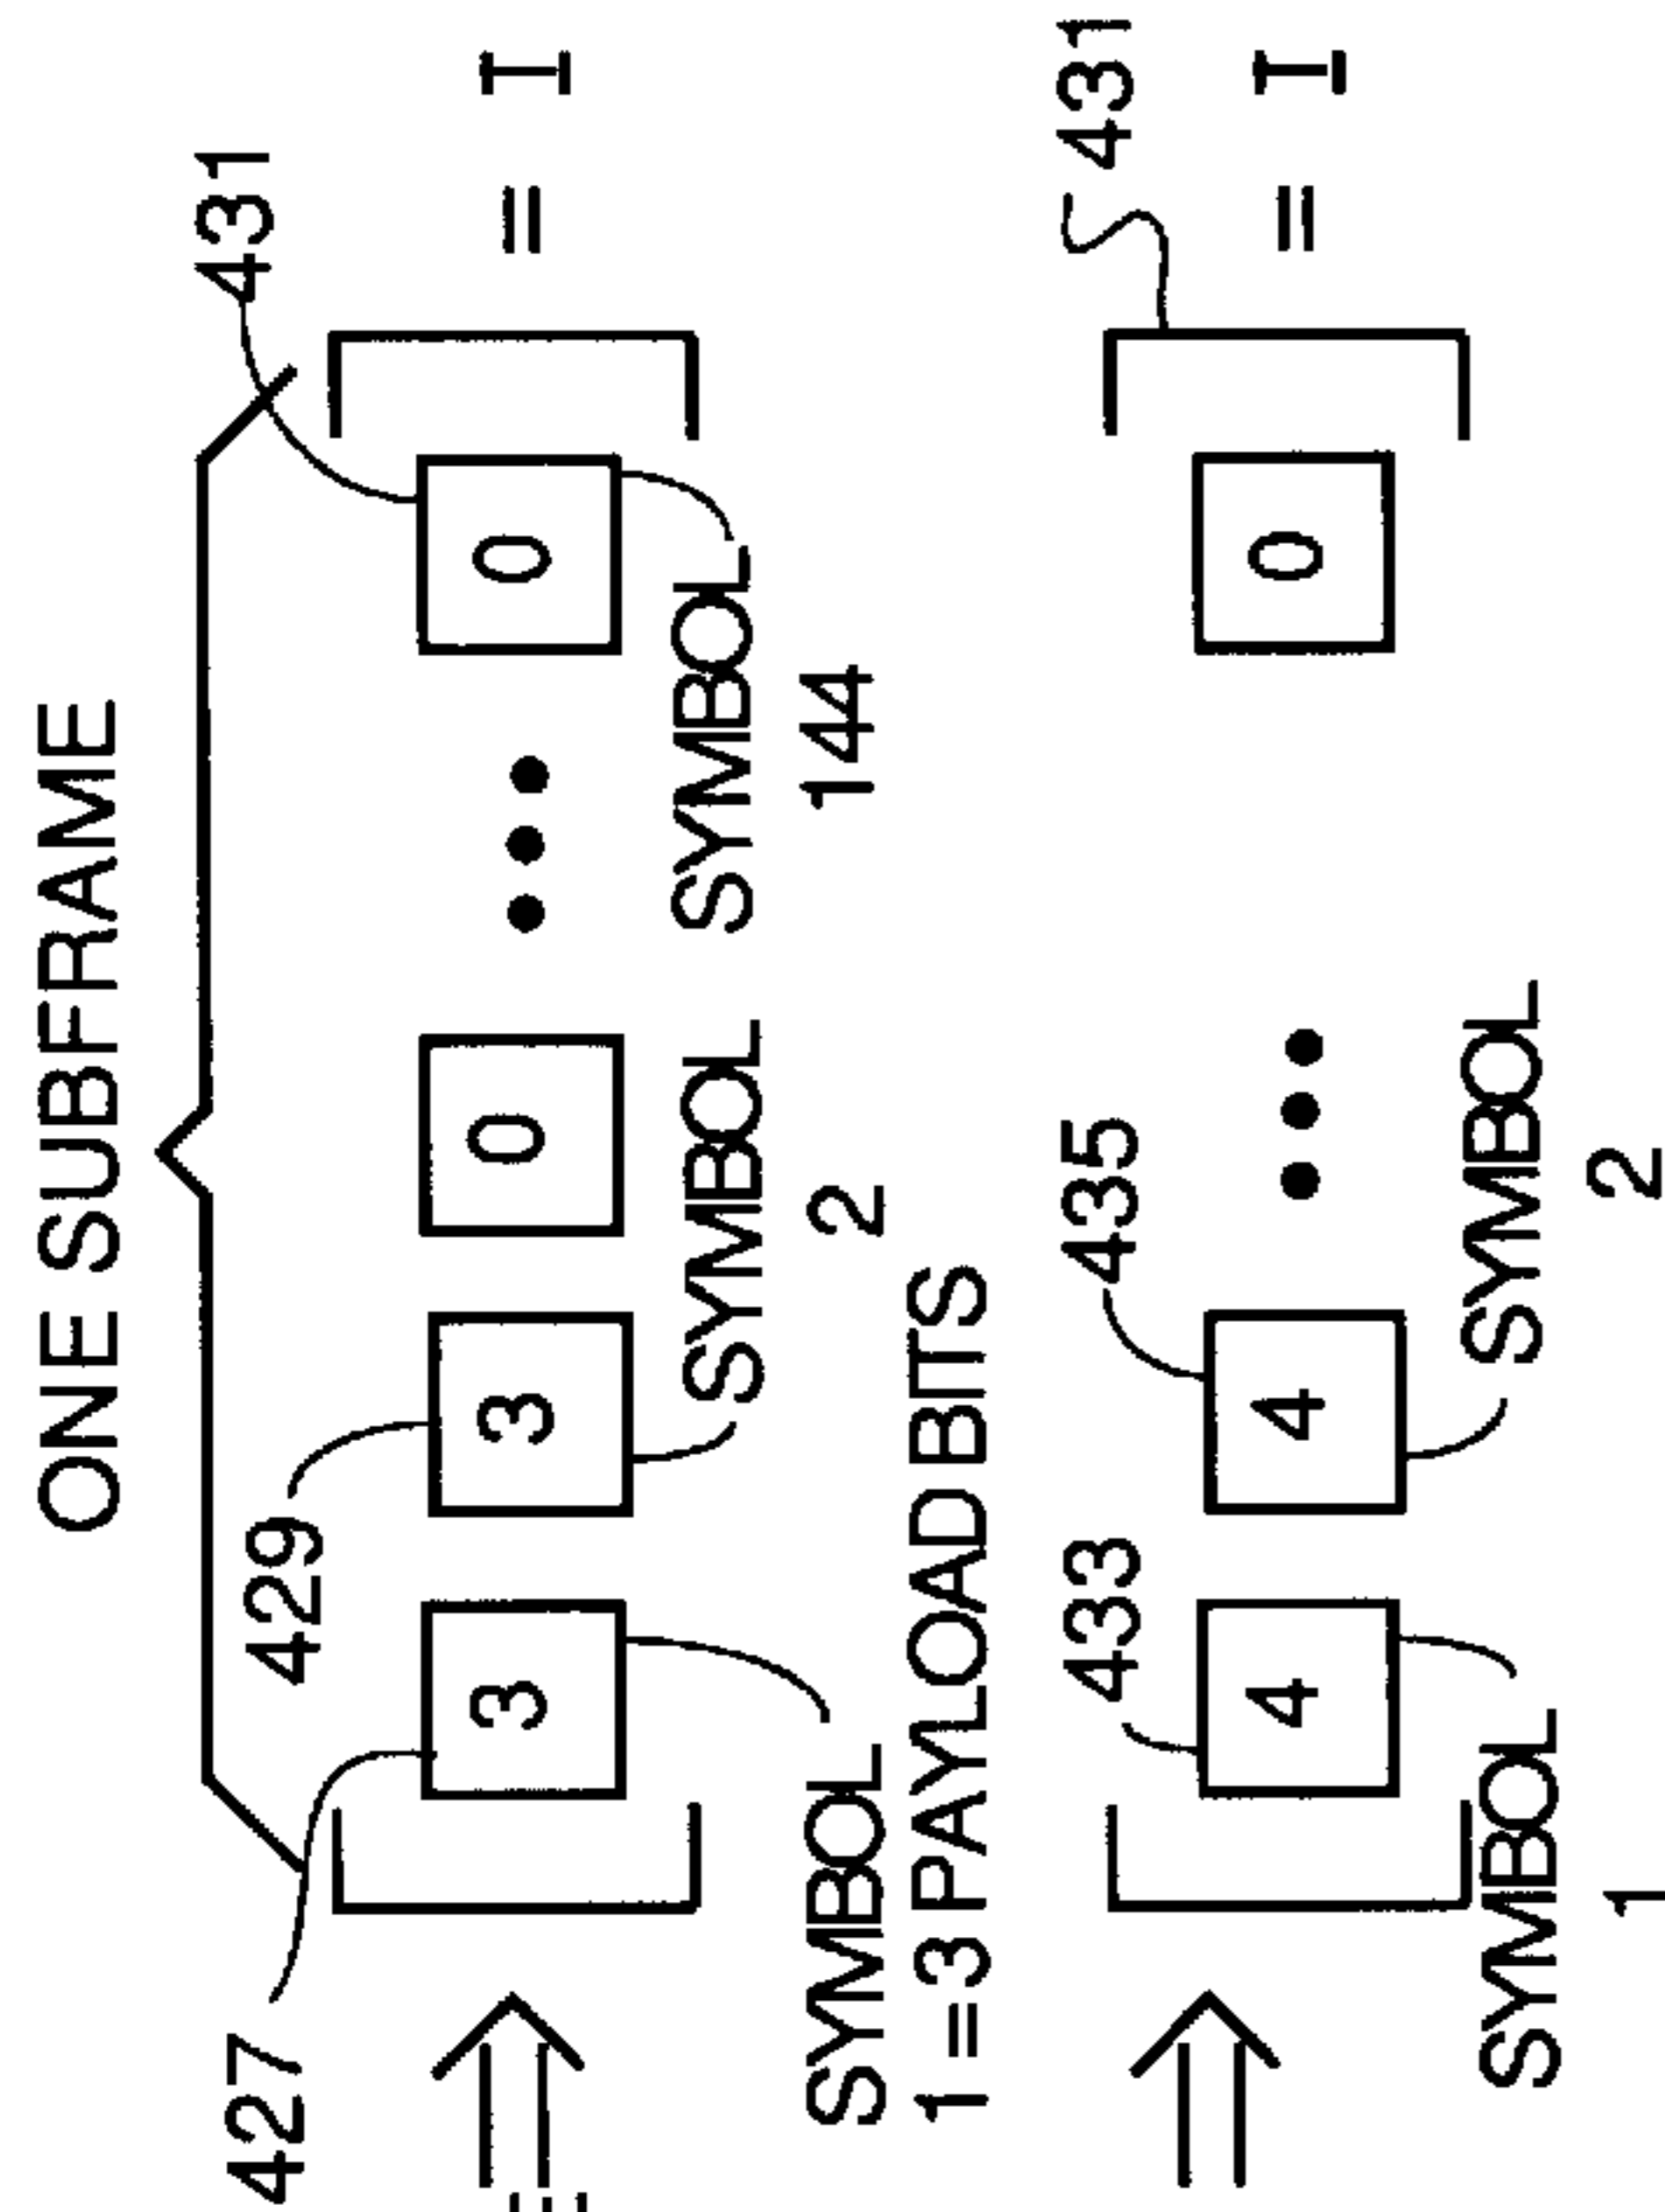 ONE SUBFRAME
427
429
431
3 3 0 ••• 0 = I
SYMBOL
1=3 PAYLOAD BITS
SYMBOL
2
SYMBOL
144
433
435
431
4 4 ••• 0 = I
SYMBOL
1
SYMBOL
2